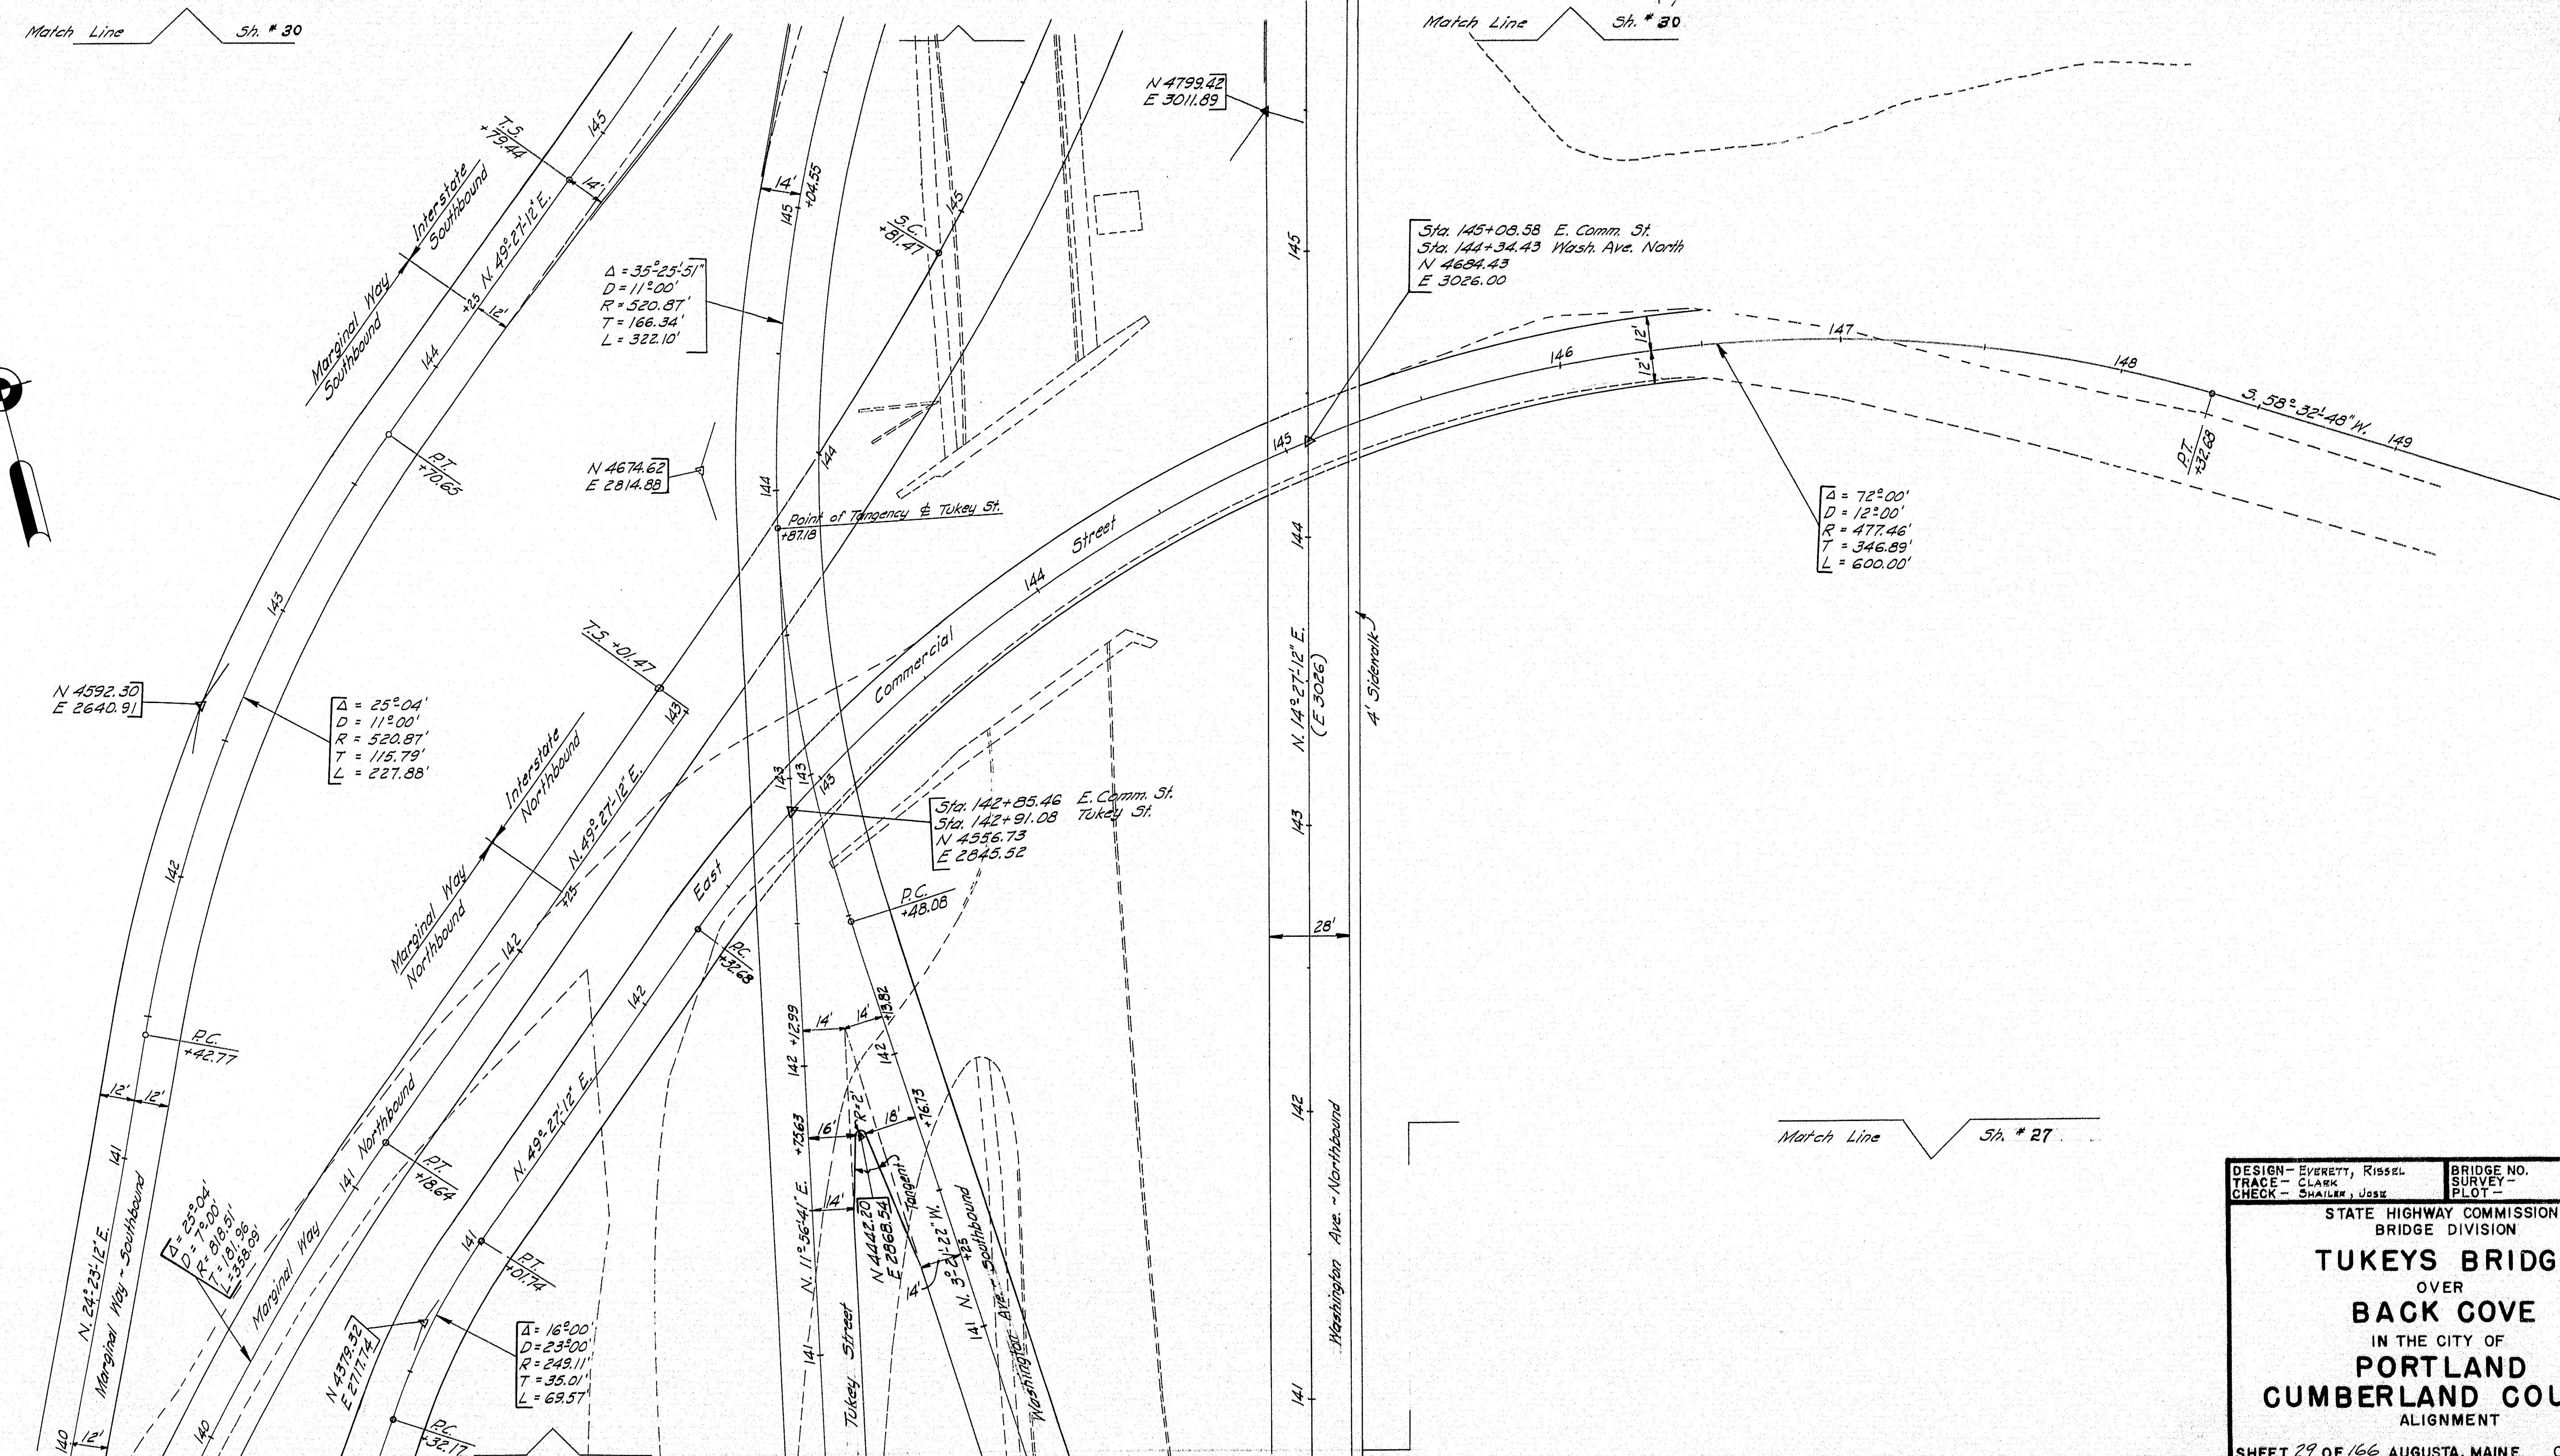 Match Line Sh. # 30
Match Line Sh. # 30
N 4799.42
E 3011.89
T.S.
+79.44
145
14'
Interstate
Southbound
Marginal Way
Southbound
N. 49°-27'-12" E.
+25
12'
144
P.T.
+70.65
143
14'
145
+04.55
S.C.
+81.47
145
Δ = 35°-25'-51"
D = 11°00'
R = 520.87'
T = 166.34'
L = 322.10'
145
Sta. 145+08.58 E. Comm. St.
Sta. 144+34.43 Wash. Ave. North
N 4684.43
E 3026.00
12'
12'
145
146
147
148
P.T.
+32.68
S. 58°-32'-48" W.
149
Δ = 72°00'
D = 12°00'
R = 477.46'
T = 346.89'
L = 600.00'
N 4674.62
E 2814.88
144
144
Point of Tangency ₵ Tukey St.
+87.18
East Commercial Street
144
144
N. 14°-27'-12" E.
(E 3026)
4' Sidewalk
T.S. +01.47
143
N 4592.30
E 2640.91
Δ = 25°04'
D = 11°00'
R = 520.87'
T = 115.79'
L = 227.88'
Interstate
Northbound
Marginal Way
Northbound
N. 49°-27'-12" E.
+25
143
143
143
Sta. 142+85.46 E. Comm. St.
Sta. 142+91.08 Tukey St.
N 4556.73
E 2845.52
143
142
142
P.C.
+48.08
P.C.
+32.68
28'
142
P.C.
+42.77
12'
12'
142
+12.99
14'
14'
+13.82
142
142
+75.63
16'
R=2'
18'
+76.73
14'
Tangent
N 4442.20
E 2868.54
N. 11°56'41" E.
N. 3°-21'-22" W.
+25
14'
141
Tukey Street
141
Washington Ave. ~ Southbound
Washington Ave. ~ Northbound
141
Match Line Sh. # 27
141
N. 24°-23'-12" E.
Marginal Way ~ Southbound
140
12'
Marginal Way Northbound
141
140
P.T.
+18.64
Δ = 25°-04'
D = 7°00'
R = 818.51'
T = 181.96
L = 358.09'
N. 49°-27'-12" E.
141
P.T.
+01.74
N 4379.32
E 2717.74
Δ = 16°00'
D = 23°00'
R = 249.11'
T = 35.01'
L = 69.57'
P.C.
+32.17
DESIGN- EVERETT, RISSEL
TRACE- CLARK
CHECK- SHAILER, JOSE
BRIDGE NO.
SURVEY-
PLOT-
STATE HIGHWAY COMMISSION
BRIDGE DIVISION
TUKEYS BRIDG
OVER
BACK COVE
IN THE CITY OF
PORTLAND
CUMBERLAND COU
ALIGNMENT
SHEET 29 OF 166 AUGUSTA, MAINE